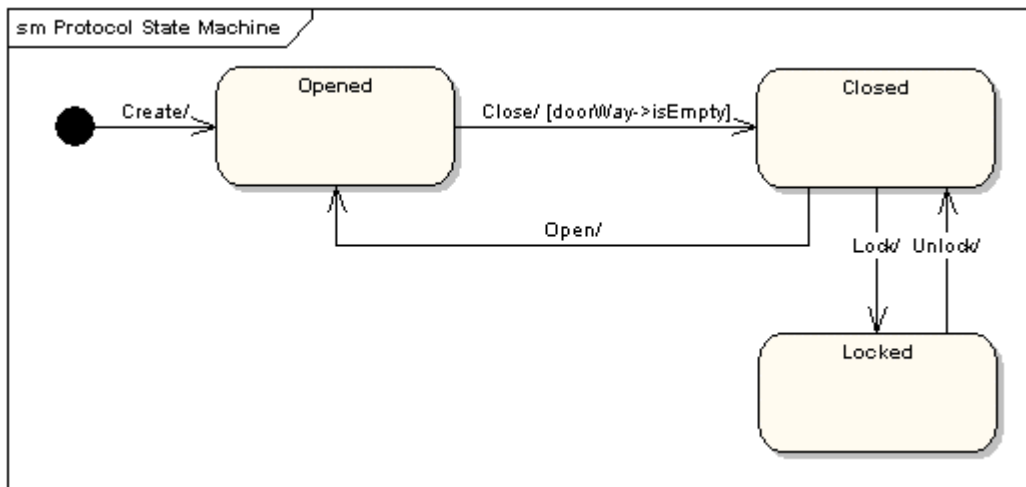 sm Protocol State Machine
Opened
Closed
Create/
Close/ [doorWay->isEmpty]
Open/
Lock/
Unlock/
Locked